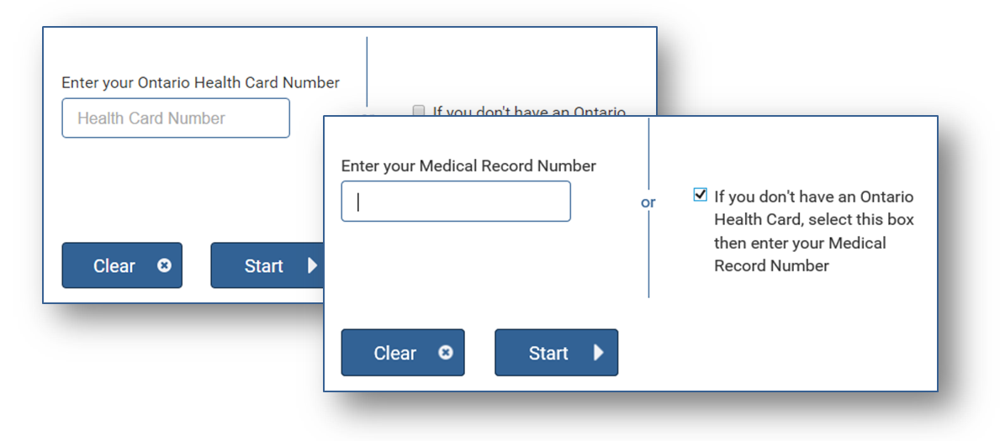 Enter your Ontario Health Card Number
Health Card Number
If you don't have an Ontario
Clear
Start
Enter your Medical Record Number
or
If you don't have an Ontario
Health Card, select this box
then enter your Medical
Record Number
Clear
Start